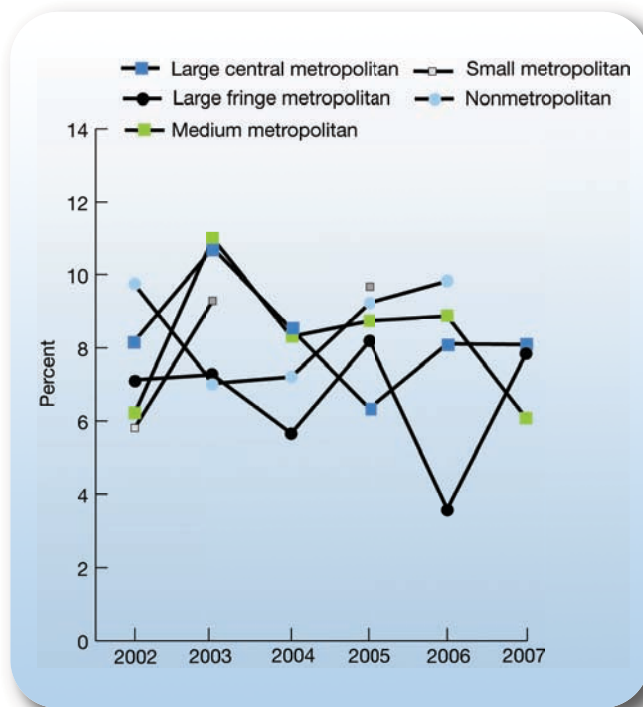 Large central metropolitan
Small metropolitan
Large fringe metropolitan
Nonmetropolitan
Medium metropolitan
14
12
10
8
6
4
2
0
Percent
2002 2003 2004 2005 2006 2007